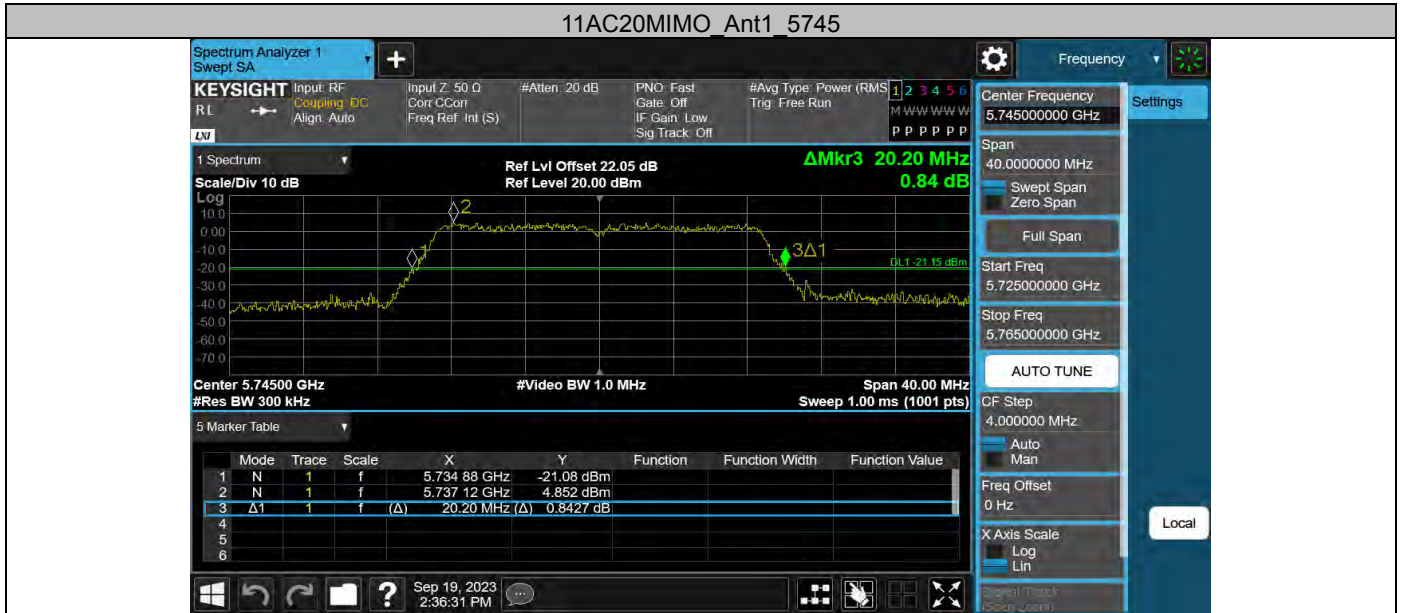 11AC20MIMO_Ant1_5745
Spectrum Analyzer 1
Swept SA
+
Frequency
KEYSIGHT
RL
LXI
Input: RF
Coupling: DC
Align: Auto
Input Z: 50 Ω
Corr CCorr
Freq Ref: Int (S)
#Atten: 20 dB
PNO: Fast
Gate: Off
IF Gain: Low
Sig Track: Off
#Avg Type: Power (RMS
Trig: Free Run
1 2 3 4 5 6
M W W W W W
P P P P P P
1 Spectrum
Scale/Div 10 dB
Ref Lvl Offset 22.05 dB
Ref Level 20.00 dBm
ΔMkr3 20.20 MHz
0.84 dB
Log
10.0
0.00
-10.0
-20.0
-30.0
-40.0
-50.0
-60.0
-70.0
1
2
3Δ1
DL1 -21.15 dBm
Center 5.74500 GHz
#Res BW 300 kHz
#Video BW 1.0 MHz
Span 40.00 MHz
Sweep 1.00 ms (1001 pts)
5 Marker Table
Mode Trace Scale X Y Function Function Width Function Value
1 N 1 f 5.734 88 GHz -21.08 dBm
2 N 1 f 5.737 12 GHz 4.852 dBm
3 Δ1 1 f (Δ) 20.20 MHz (Δ) 0.8427 dB
4
5
6
Sep 19, 2023
2:36:31 PM
?
Center Frequency
5.745000000 GHz
Span
40.0000000 MHz
Swept Span
Zero Span
Full Span
Start Freq
5.725000000 GHz
Stop Freq
5.765000000 GHz
AUTO TUNE
CF Step
4.000000 MHz
Auto
Man
Freq Offset
0 Hz
X Axis Scale
Log
Lin
Signal Track
(Span Zoom)
Settings
Local